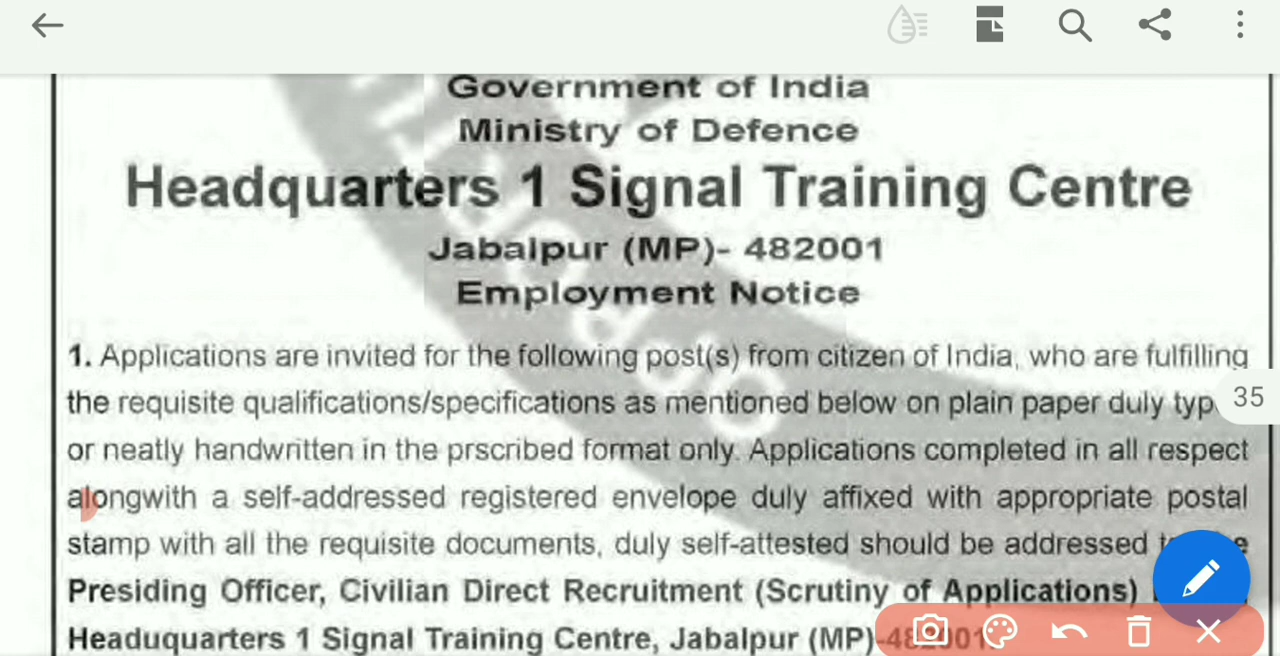 Government of India
Ministry of Defence
Headquarters 1 Signal Training Centre
Jabalpur (MP)- 482001
Employment Notice
1. Applications are invited for the following post(s) from citizen of India, who are fulfilling
the requisite qualifications/specifications as mentioned below on plain paper duly
35
or neatly handwritten in the prscribed format only. Applications completed in all respect
alongwith a self-addressed registered envelope duly affixed with appropriate postal
stamp with all the requisite documents, duly self-attested should be addressed
Presiding Officer, Civilian Direct Recruitment (Scrutiny of Applications)
Headuquarters 1 Signal Training Centre, Jabalpur (MP)-482001.